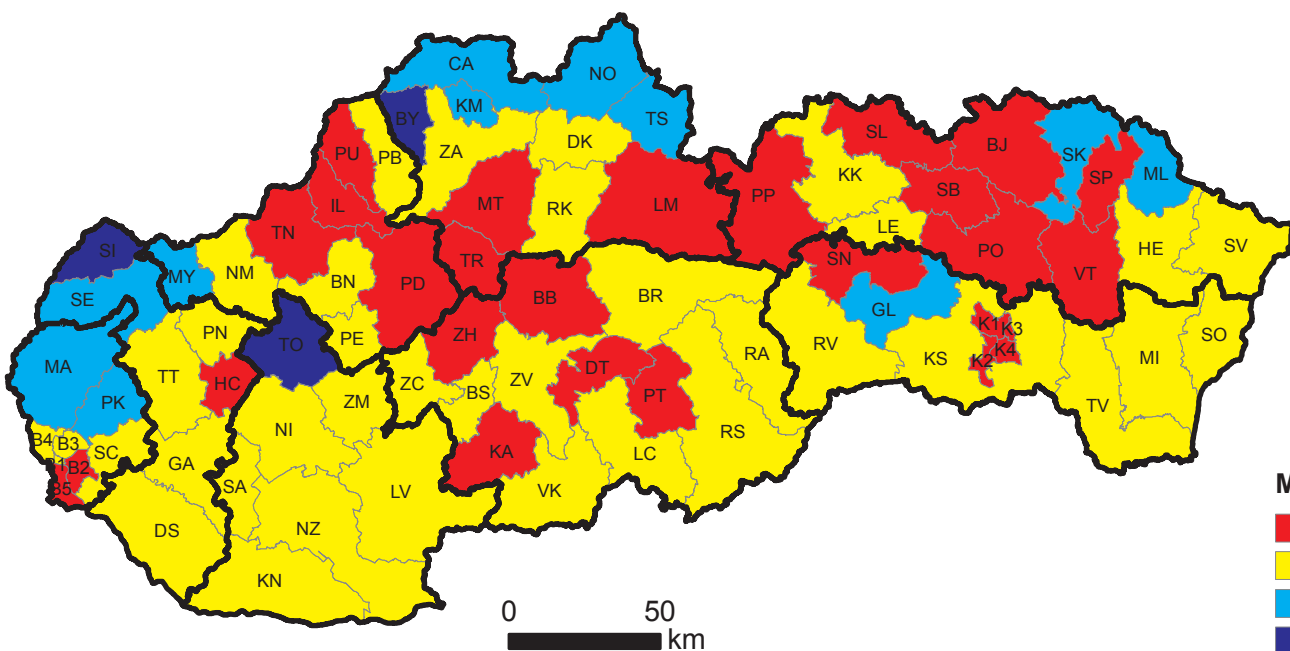 CA
NO
KM
BY
TS
PU
PB
ZA
DK
SL
BJ
SK
SP
ML
KK
SB
IL
MT
RK
LM
PP
LE
TN
PO
HE
SV
SI
MY
NM
TR
SN
VT
SE
BN
PD
BB
BR
GL
PN
TO
PE
ZH
K1
K3
SO
MA
TT
HC
ZC
BS
ZV
DT
RA
RV
KS
K2
K4
MI
PK
ZM
PT
TV
B4
B3
SC
NI
KA
RS
B2
GA
LC
B5
SA
LV
VK
DS
NZ
KN
0 50
km
M